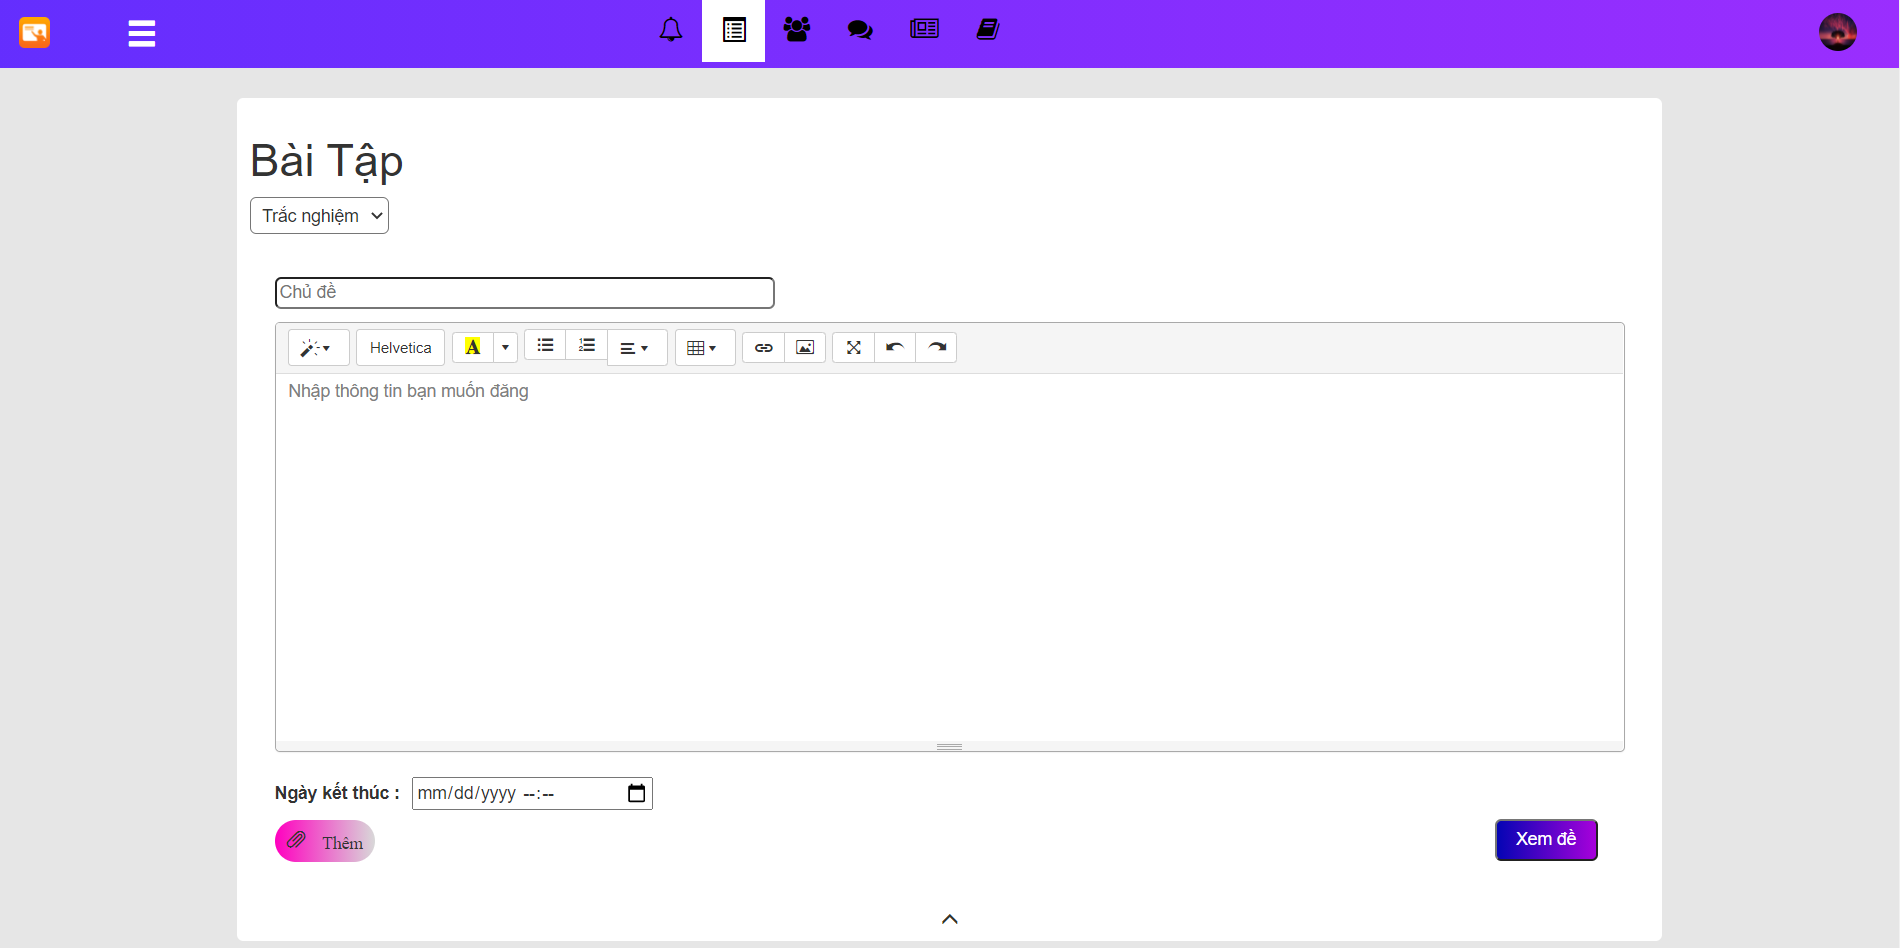 Bài Tập
Trắc nghiệm
Chủ đề
Helvetica A
Nhập thông tin bạn muốn đăng
Ngày kết thúc : mm/dd/yyyy --:--
Thêm
Xem đề